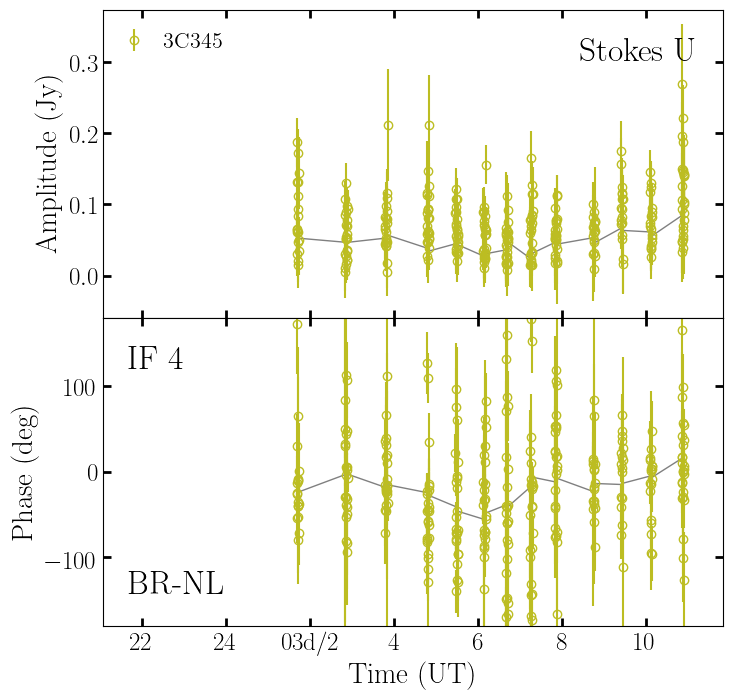 3C345
Stokes U
Amplitude (Jy)
0.3
0.2
0.1
0.0
IF 4
Phase (deg)
100
0
−100
BR-NL
22 24 03d/2 4 6 8 10
Time (UT)